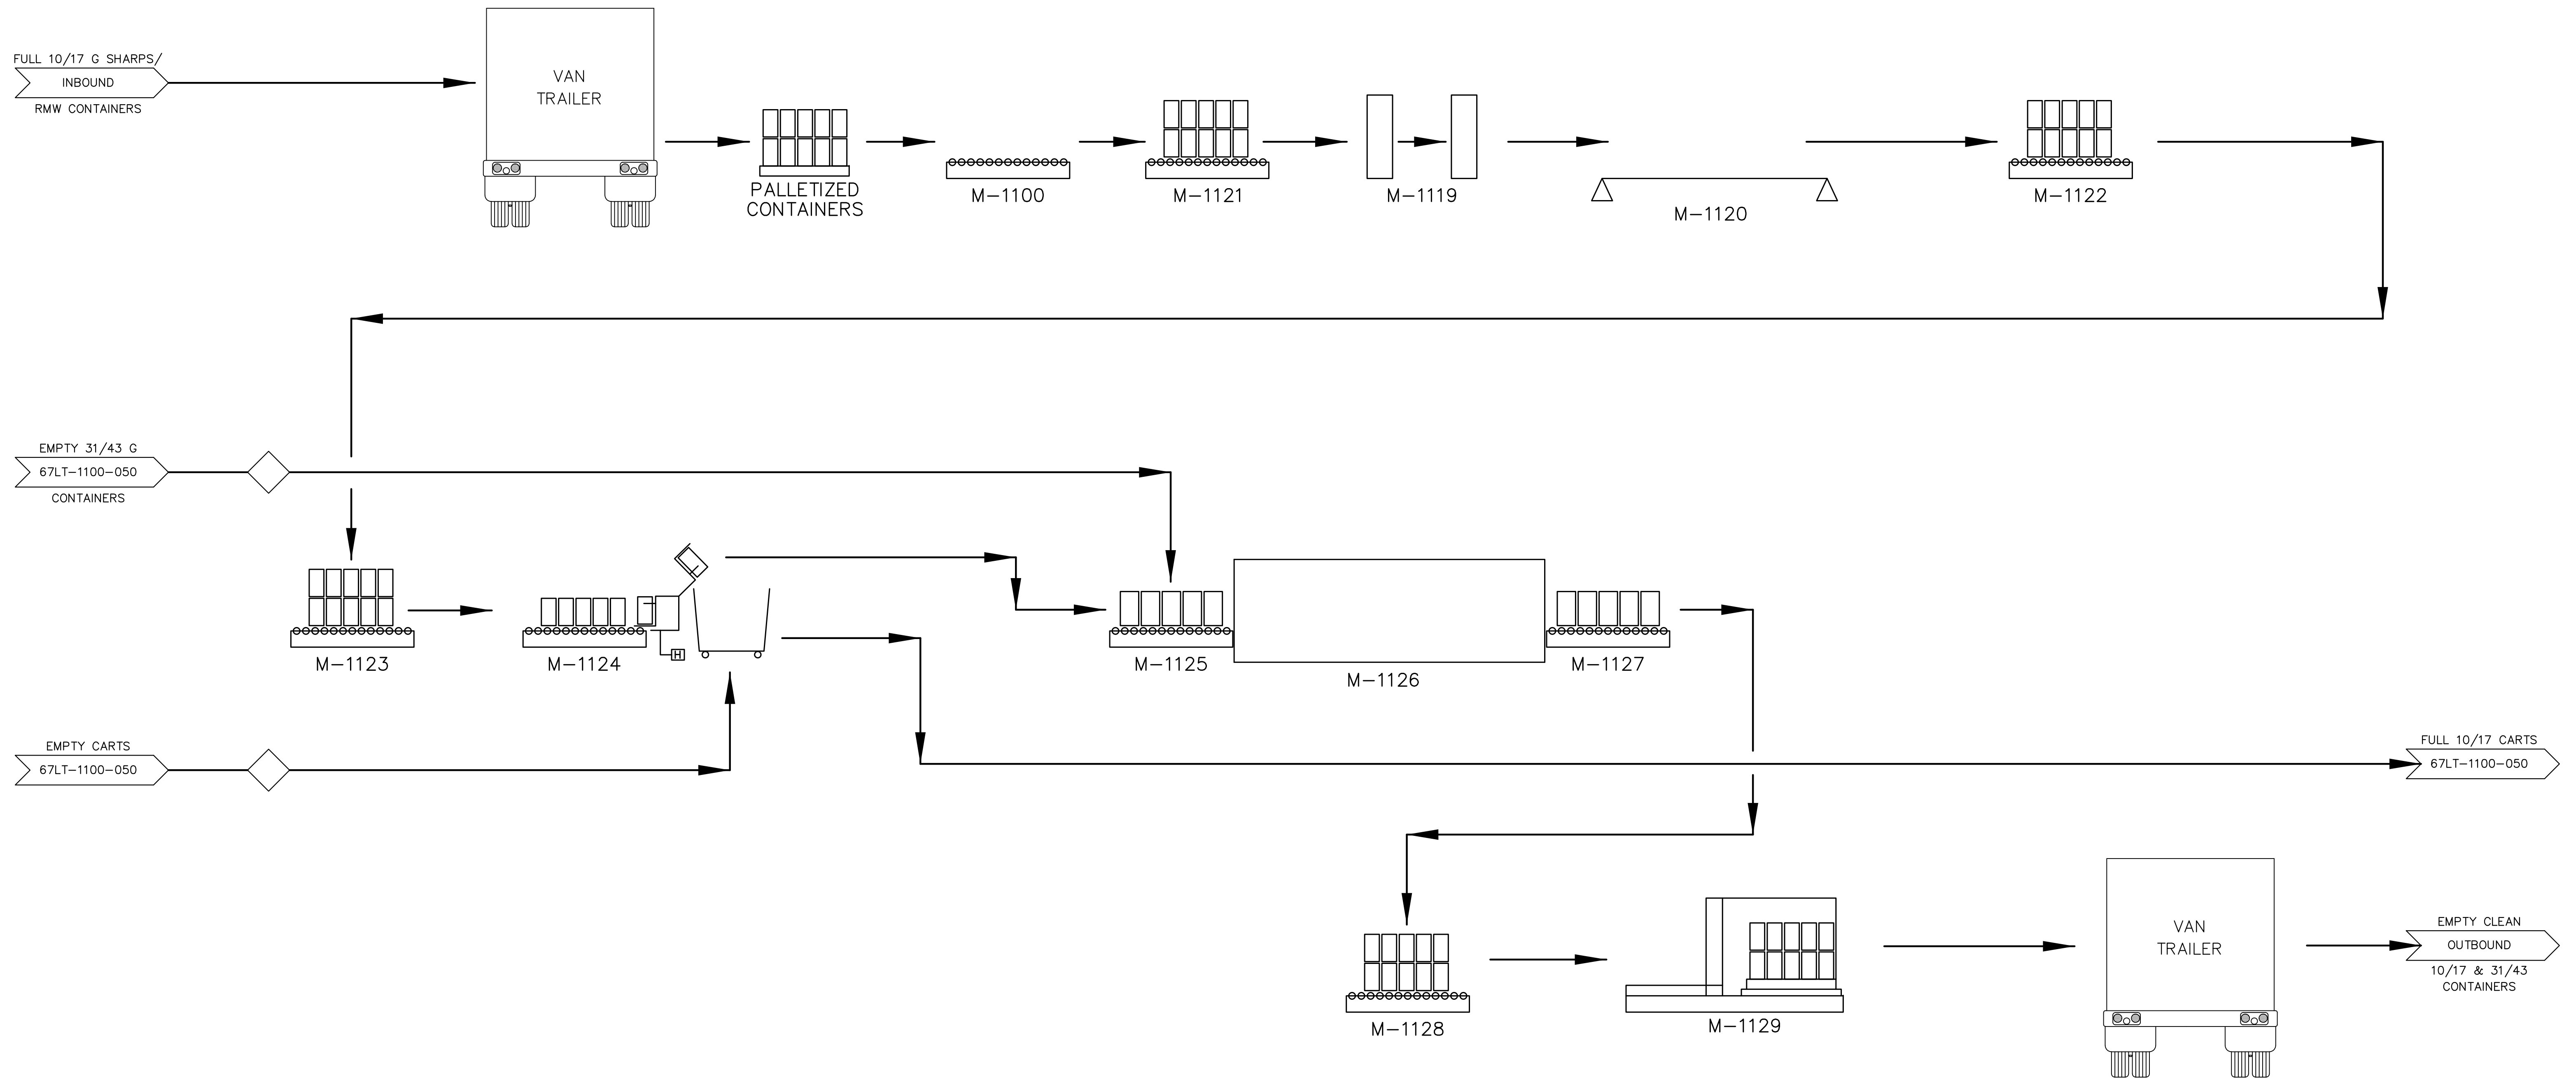 FULL 10/17 G SHARPS/
INBOUND
RMW CONTAINERS
VAN
TRAILER
PALLETIZED
CONTAINERS
M-1100
M-1121
M-1119
M-1120
M-1122
EMPTY 31/43 G
67LT-1100-050
CONTAINERS
M-1123
M-1124
H
M-1125
M-1126
M-1127
EMPTY CARTS
67LT-1100-050
FULL 10/17 CARTS
67LT-1100-050
M-1128
M-1129
VAN
TRAILER
EMPTY CLEAN
OUTBOUND
10/17 & 31/43
CONTAINERS